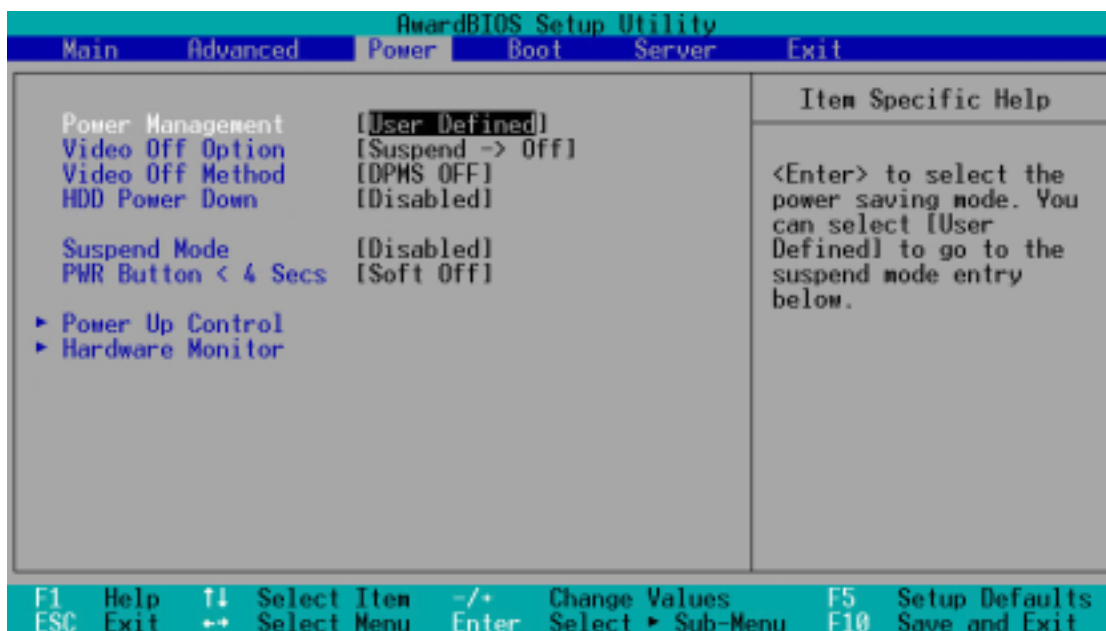 AwardBIOS Setup Utility
Main Advanced Power Boot Server Exit
Power Management [User Defined]
Video Off Option [Suspend -> Off]
Video Off Method [DPMS OFF]
HDD Power Down [Disabled]
Suspend Mode [Disabled]
PWR Button < 4 Secs [Soft Off]
► Power Up Control
► Hardware Monitor
Item Specific Help
<Enter> to select the
power saving mode. You
can select [User
Defined] to go to the
suspend mode entry
below.
F1 Help ↑↓ Select Item -/+ Change Values F5 Setup Defaults
ESC Exit ←→ Select Menu Enter Select ► Sub-Menu F10 Save and Exit